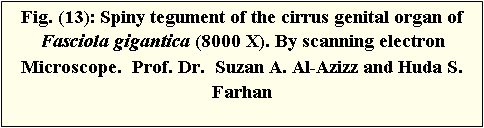 Fig. (13): Spiny tegument of the cirrus genital organ of
Fasciola gigantica (8000 X). By scanning electron
Microscope.  Prof. Dr.  Suzan A. Al-Azizz and Huda S.
Farhan